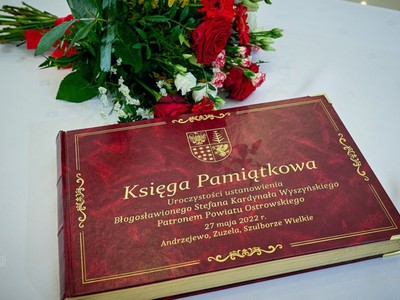 Księga Pamiątkowa
Uroczystości ustanowienia
Błogosławionego Stefana Kardynała Wyszyńskiego
Patronem Powiatu Ostrowskiego
27 maja 2022 r.
Andrzejewo, Zuzela, Szulborze Wielkie